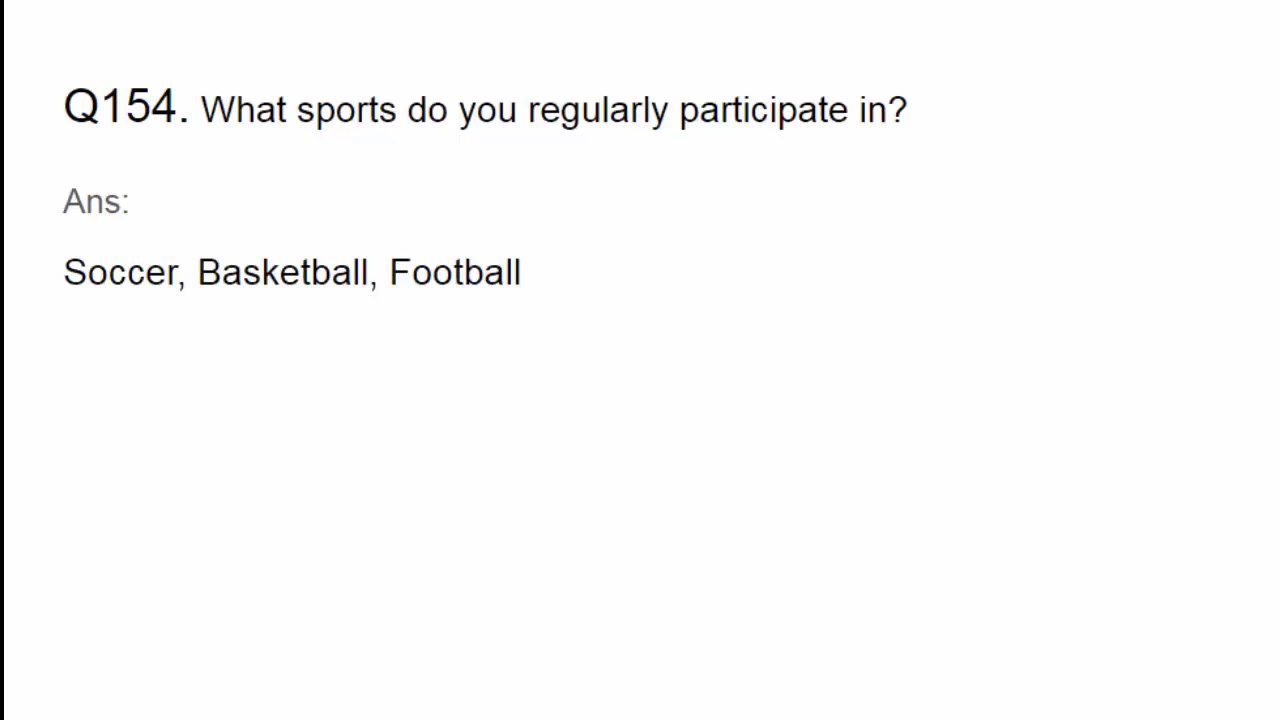 Q154. What sports do you regularly participate in?
Ans:
Soccer, Basketball, Football